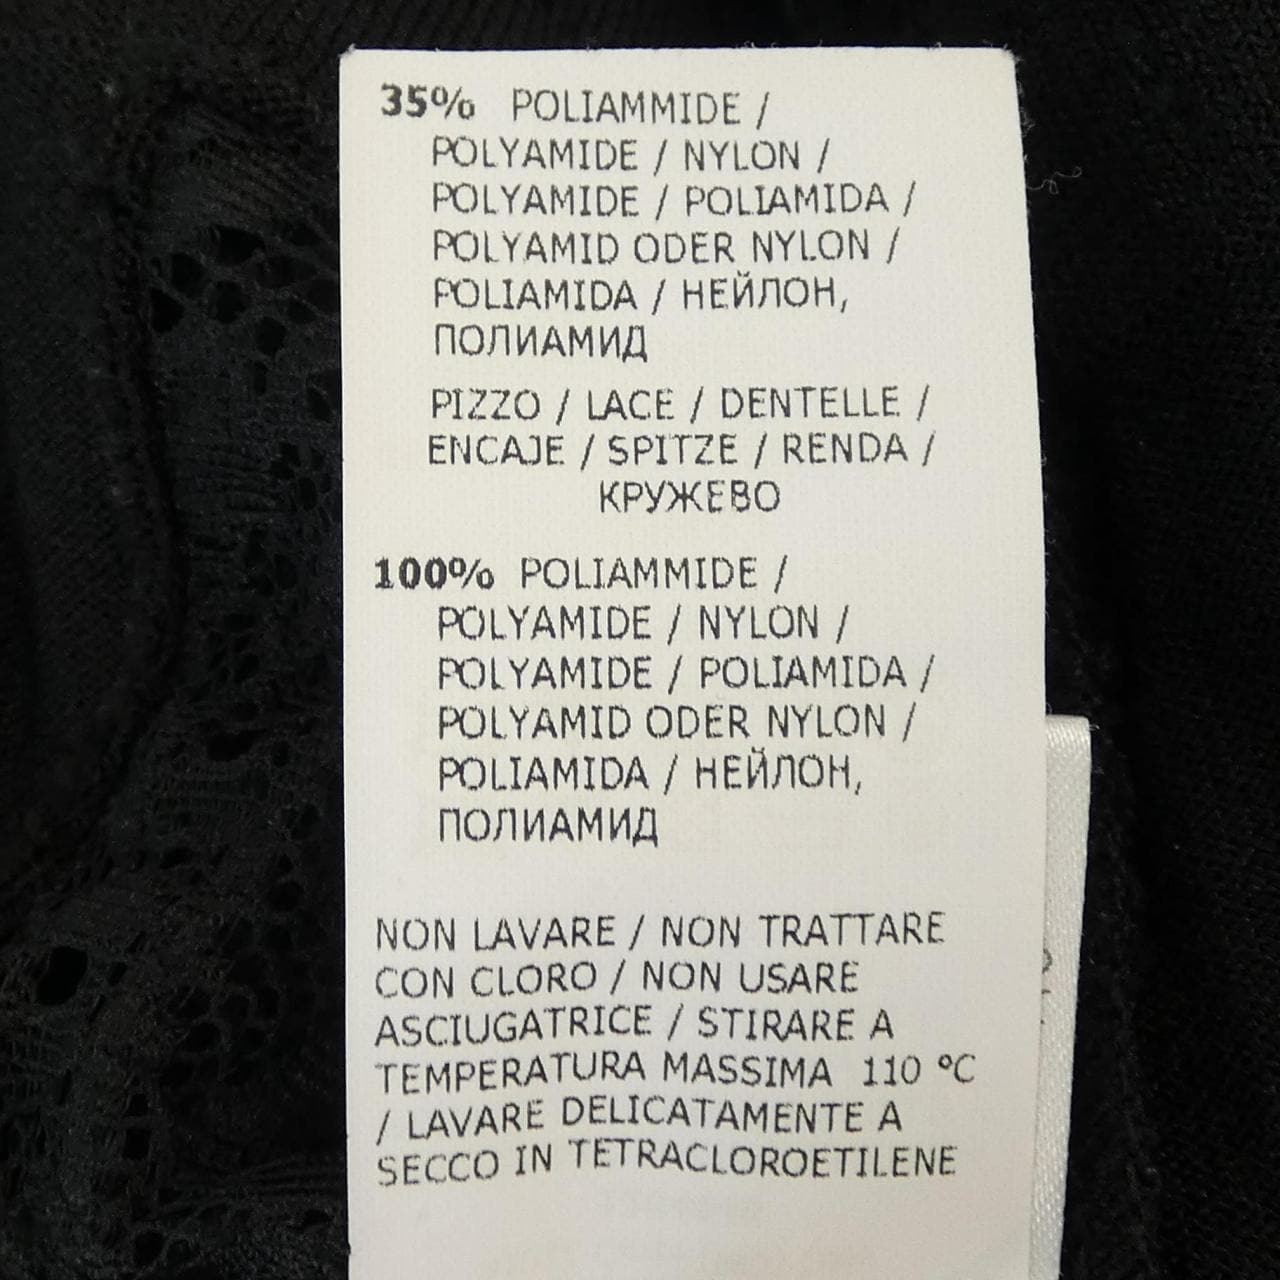 35% POLIAMMIDE /
POLYAMIDE / NYLON /
POLYAMIDE / POLIAMIDA /
POLYAMID ODER NYLON /
POLIAMIDA / НЕЙЛОН,
ПОЛИАМИД
PIZZO / LACE / DENTELLE /
ENCAJE / SPITZE / RENDA /
КРУЖЕВО
100% POLIAMMIDE /
POLYAMIDE / NYLON /
POLYAMIDE / POLIAMIDA /
POLYAMID ODER NYLON /
POLIAMIDA / НЕЙЛОН,
ПОЛИАМИД
NON LAVARE / NON TRATTARE
CON CLORO / NON USARE
ASCIUGATRICE / STIRARE A
TEMPERATURA MASSIMA 110 °C
/ LAVARE DELICATAMENTE A
SECCO IN TETRACLOROETILENE